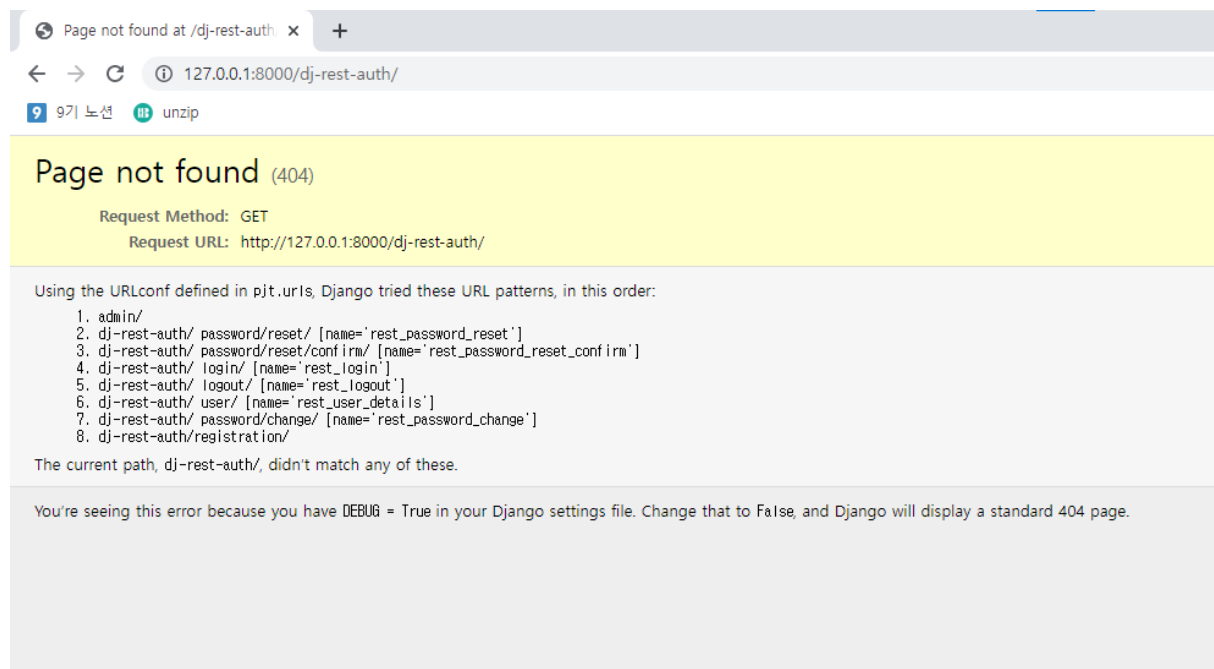 Page not found at /dj-rest-auth
127.0.0.1:8000/dj-rest-auth/
9 9기 노션 unzip
Page not found (404)
Request Method: GET
Request URL: http://127.0.0.1:8000/dj-rest-auth/
Using the URLconf defined in pjt.urls, Django tried these URL patterns, in this order:
1. admin/
2. dj-rest-auth/ password/reset/ [name='rest_password_reset']
3. dj-rest-auth/ password/reset/confirm/ [name='rest_password_reset_confirm']
4. dj-rest-auth/ login/ [name='rest_login']
5. dj-rest-auth/ logout/ [name='rest_logout']
6. dj-rest-auth/ user/ [name='rest_user_details']
7. dj-rest-auth/ password/change/ [name='rest_password_change']
8. dj-rest-auth/registration/
The current path, dj-rest-auth/, didn't match any of these.
You're seeing this error because you have DEBUG = True in your Django settings file. Change that to False, and Django will display a standard 404 page.